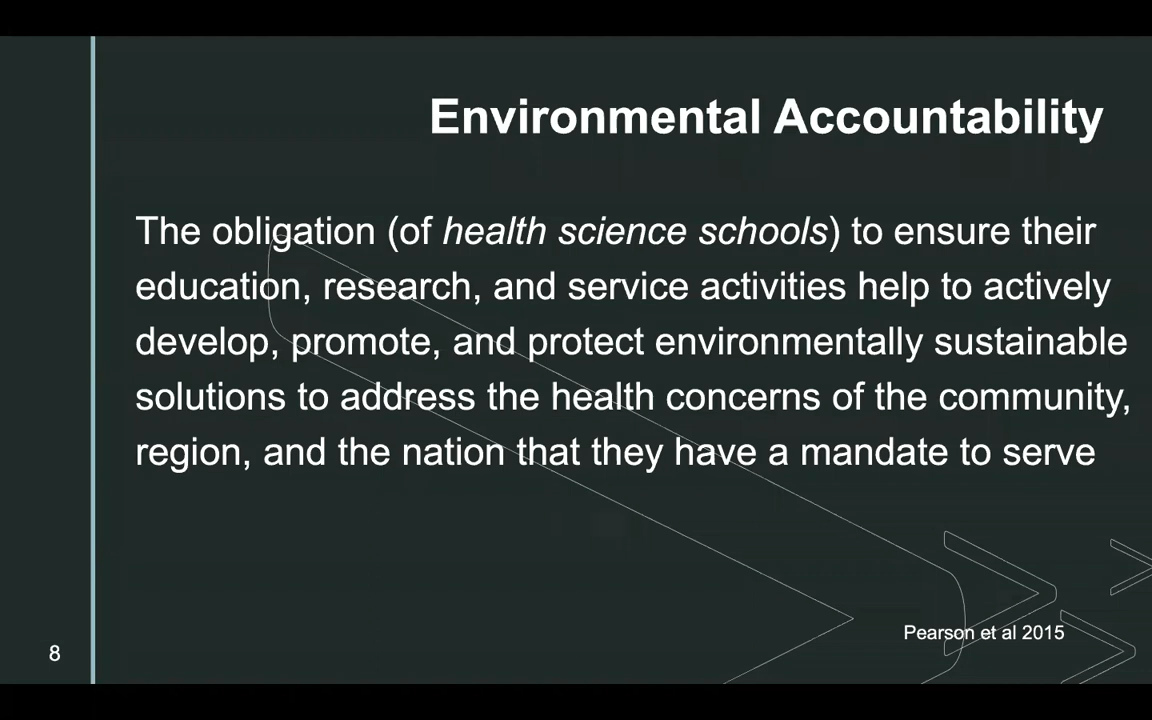 Environmental Accountability
The obligation (of health science schools) to ensure their
education, research, and service activities help to actively
develop, promote, and protect environmentally sustainable
solutions to address the health concerns of the community,
region, and the nation that they have a mandate to serve
Pearson et al 2015
8